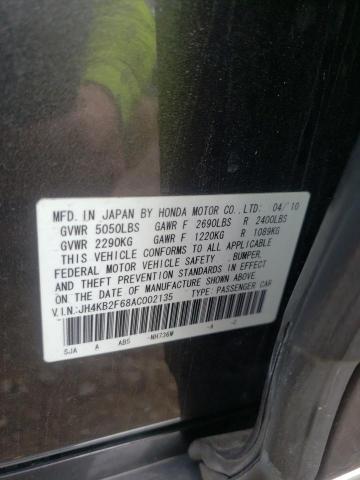 MFD. IN JAPAN BY HONDA MOTOR CO., LTD: 04/10
GVWR 5050LBS GAWR F 2690LBS R 2400LBS
GVWR 2290KG GAWR F 1220KG R 1089KG
THIS VEHICLE CONFORMS TO ALL APPLICABLE
FEDERAL MOTOR VEHICLE SAFETY, BUMPER,
AND THEFT PREVENTION STANDARDS IN EFFECT
ON THE DATE OF MANUFACTURE SHOWN ABOVE.
V.I.N:JH4KB2F68AC002135 TYPE: PASSENGER CAR
SJA A AB5 -NH736M -A -C